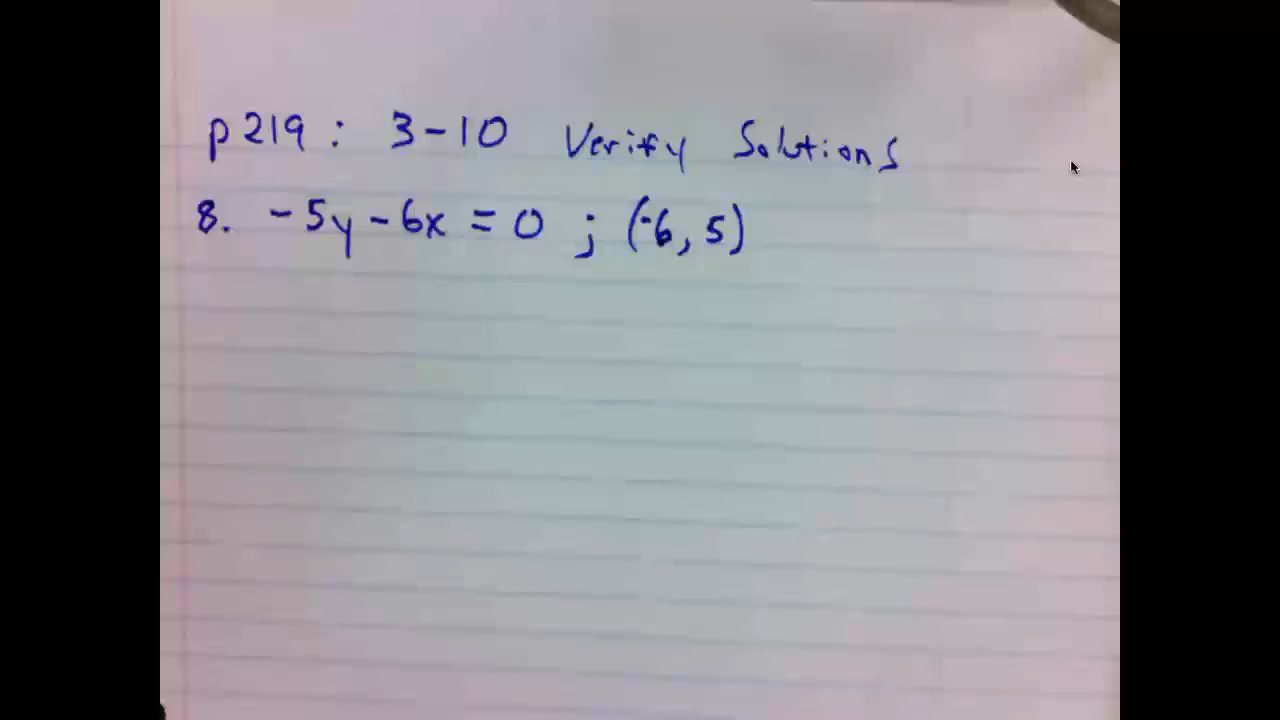 p219: 3-10 Verify Solutions
8. -5y-6x=0 ; (-6, 5)